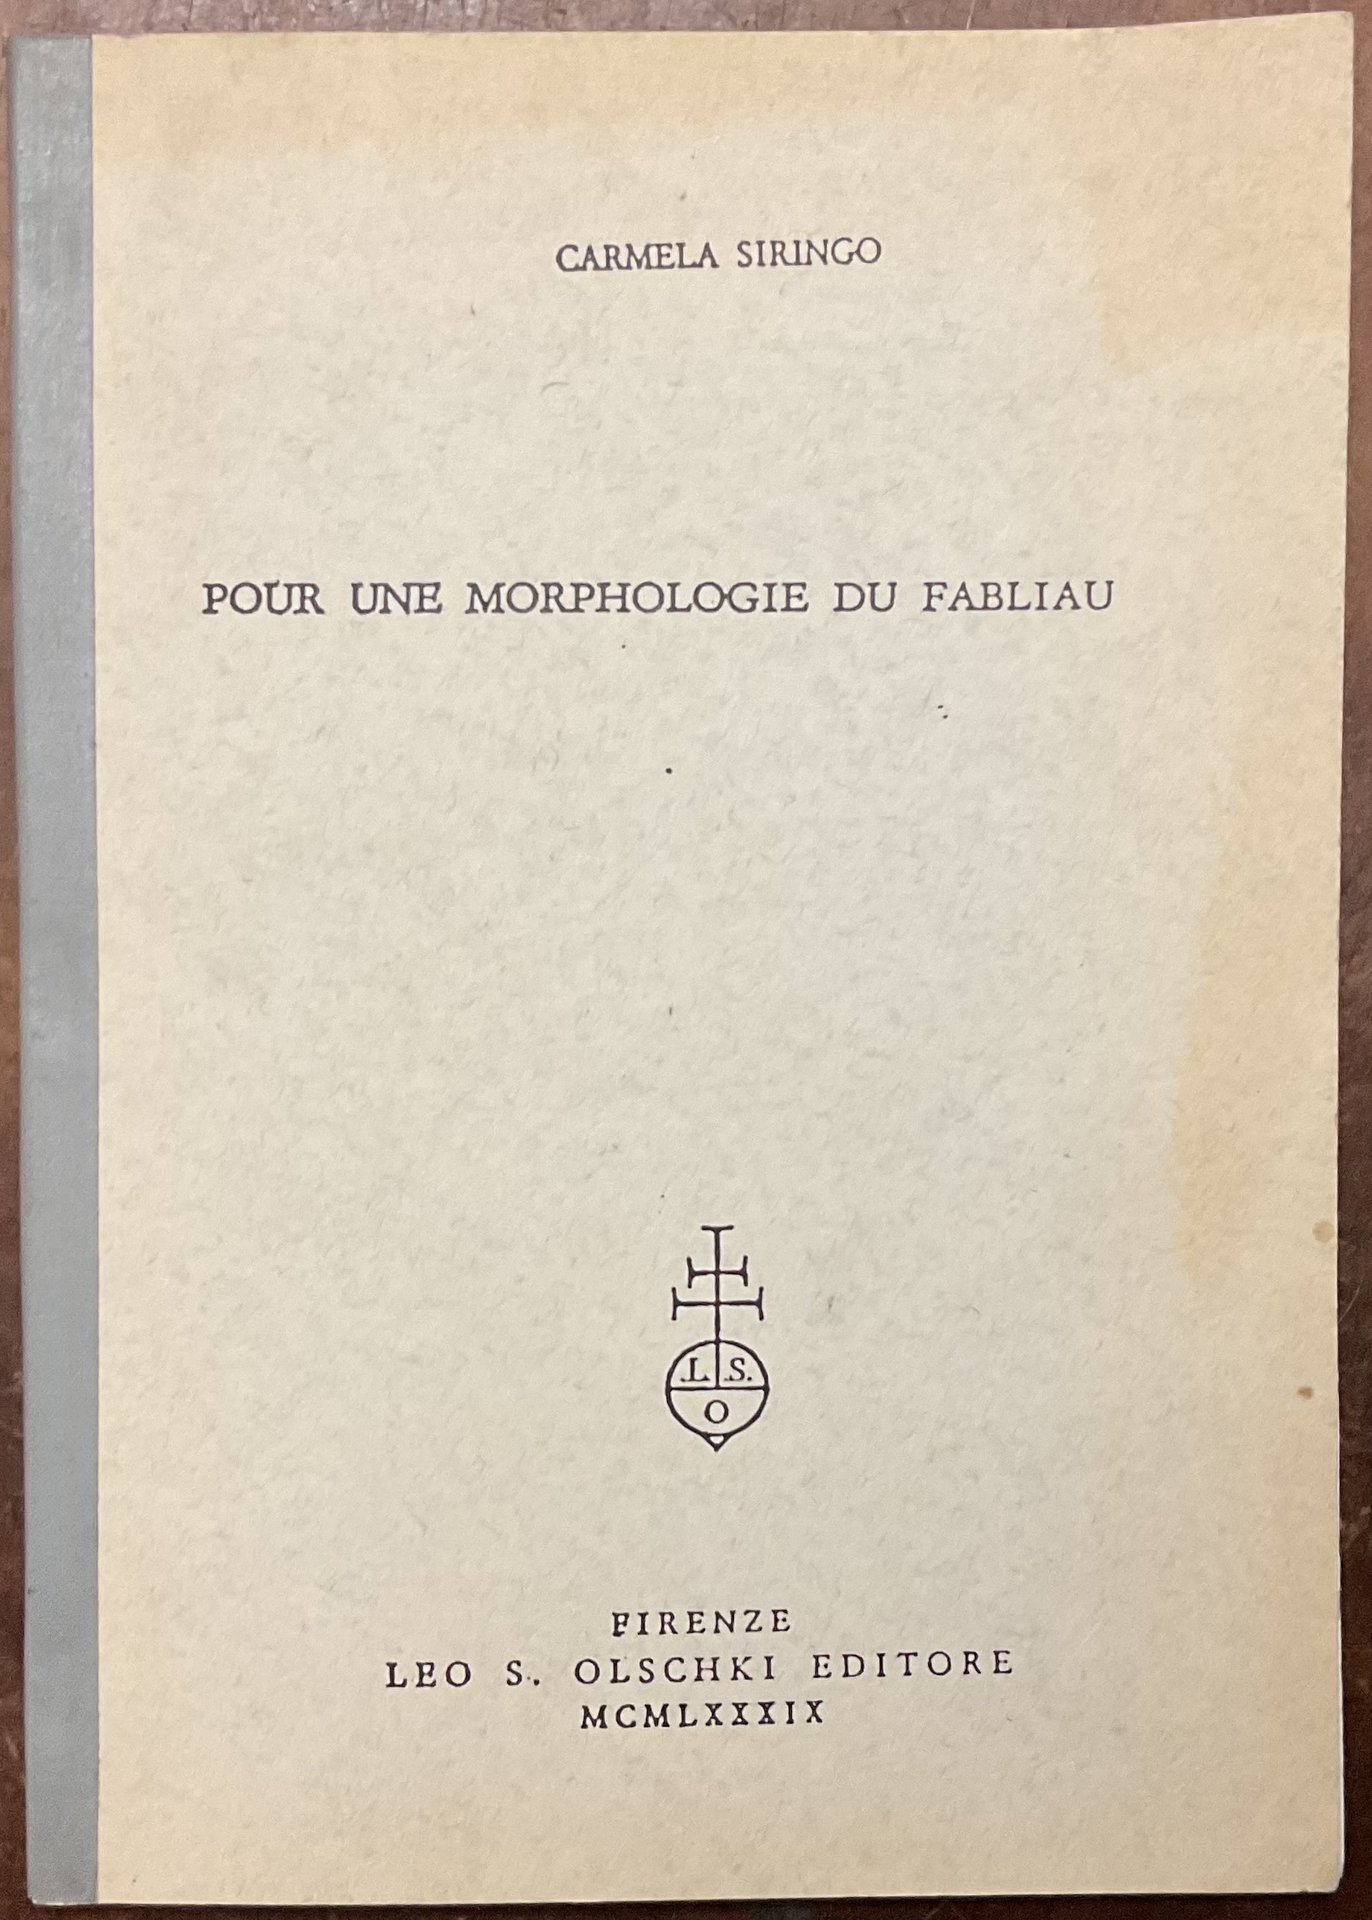 CARMELA SIRINGO
POUR UNE MORPHOLOGIE DU FABLIAU
.L. S.
O
FIRENZE
LEO S. OLSCHKI EDITORE
MCMLXXXIX